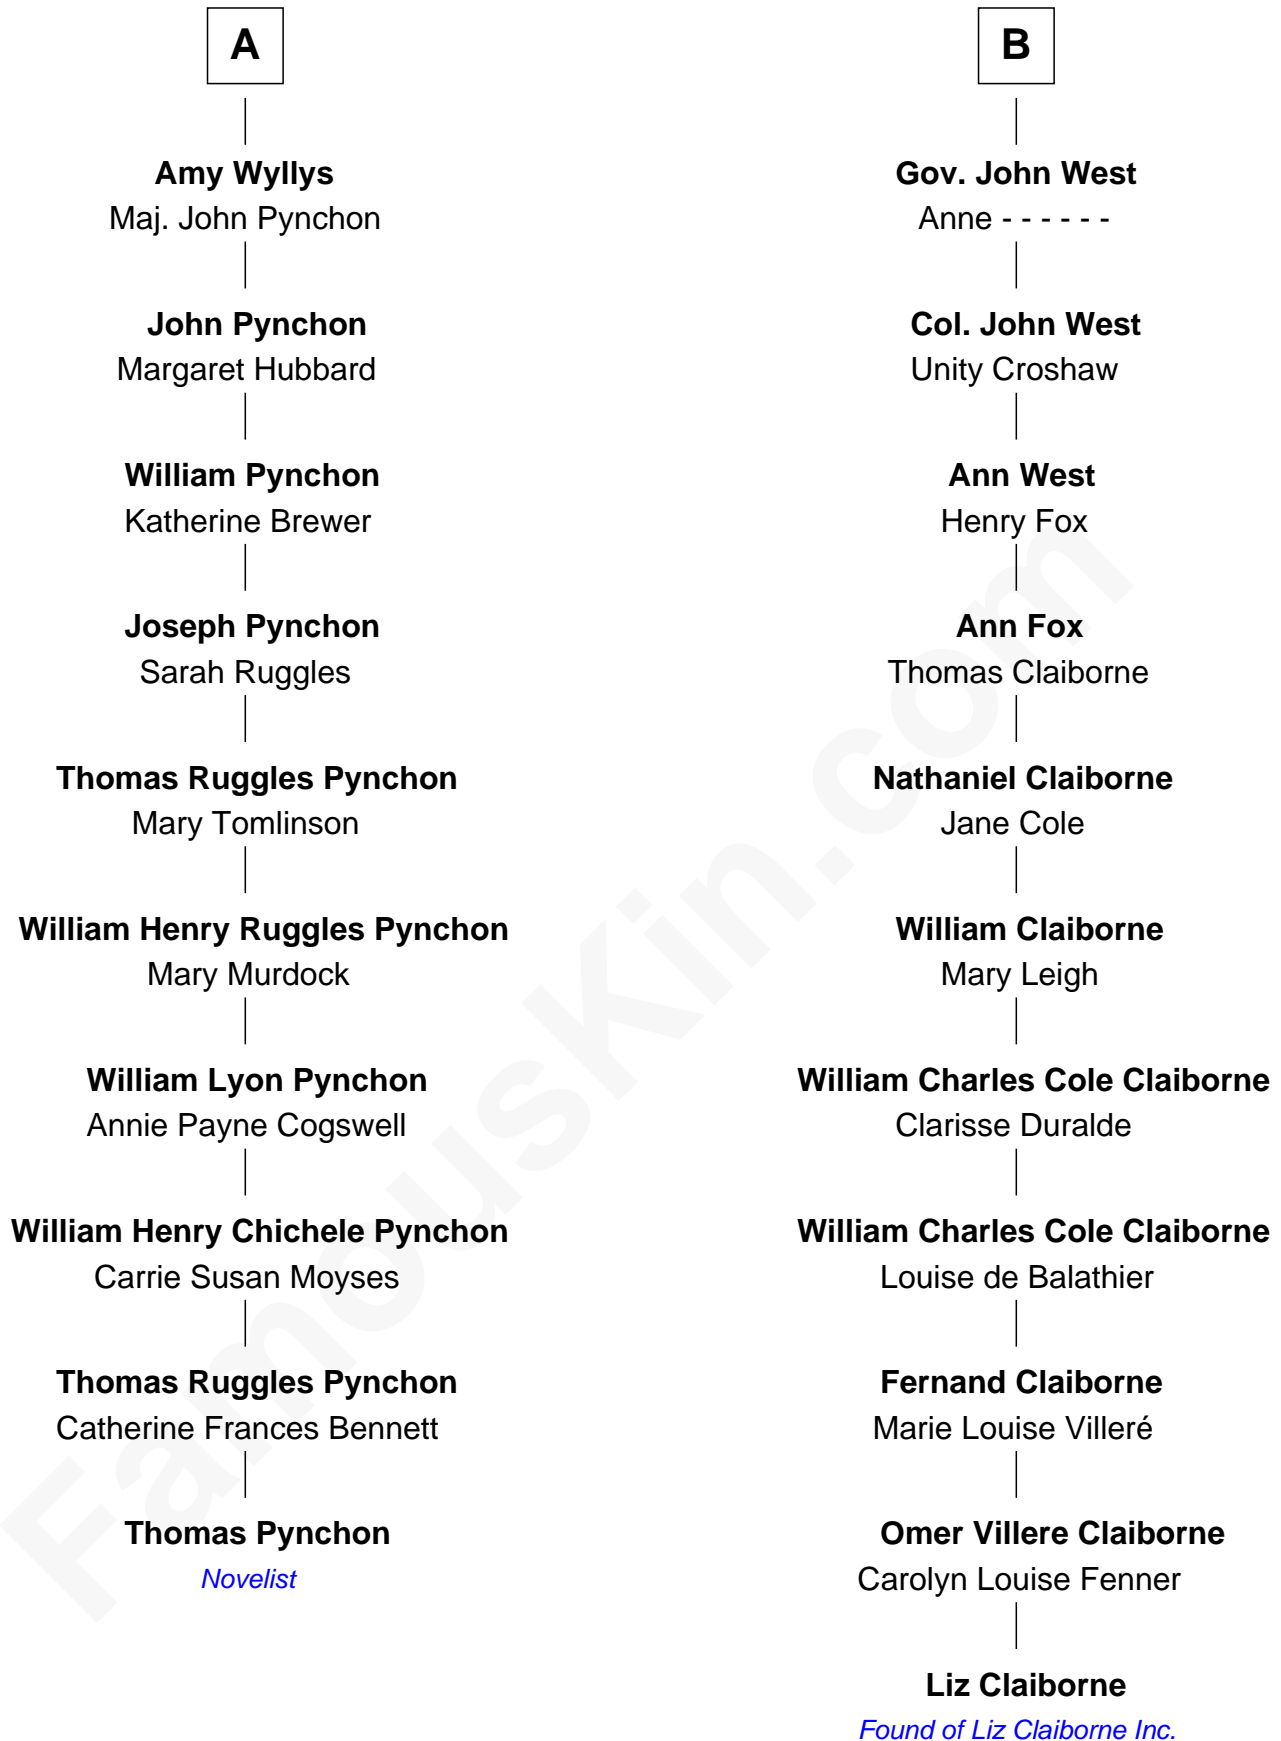 A
Amy Wyllys
Maj. John Pynchon
John Pynchon
Margaret Hubbard
William Pynchon
Katherine Brewer
Joseph Pynchon
Sarah Ruggles
Thomas Ruggles Pynchon
Mary Tomlinson
William Henry Ruggles Pynchon
Mary Murdock
William Lyon Pynchon
Annie Payne Cogswell
William Henry Chichele Pynchon
Carrie Susan Moyses
Thomas Ruggles Pynchon
Catherine Frances Bennett
Thomas Pynchon
Novelist
B
Gov. John West
Anne - - - - - -
Col. John West
Unity Croshaw
Ann West
Henry Fox
Ann Fox
Thomas Claiborne
Nathaniel Claiborne
Jane Cole
William Claiborne
Mary Leigh
William Charles Cole Claiborne
Clarisse Duralde
William Charles Cole Claiborne
Louise de Balathier
Fernand Claiborne
Marie Louise Villeré
Omer Villere Claiborne
Carolyn Louise Fenner
Liz Claiborne
Found of Liz Claiborne Inc.
FamousKin.com